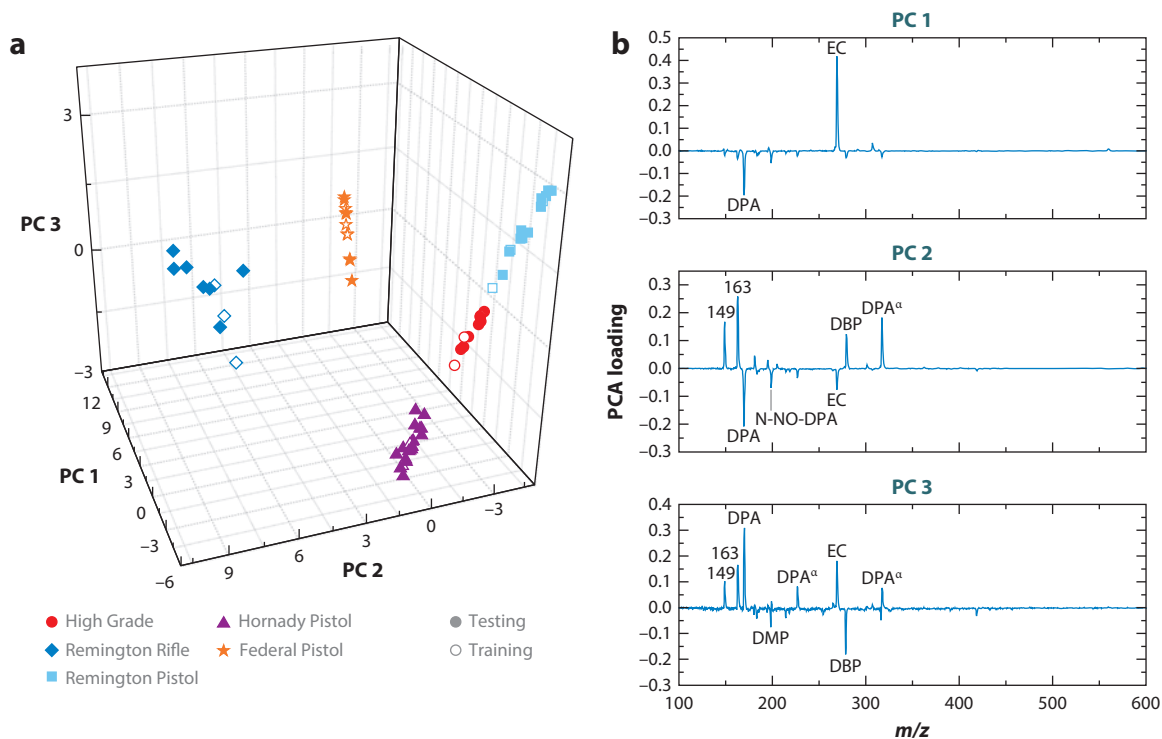 a
PC 3
3
0
−3
12
9
6
3
0
−3
−6
PC 1
9
6
3
0
−3
PC 2
High Grade
Remington Rifle
Remington Pistol
Hornady Pistol
Federal Pistol
Testing
Training
b
PCA loading
PC 1
0.5
0.4
0.3
0.2
0.1
0.0
−0.1
−0.2
−0.3
EC
DPA
PC 2
0.3
0.2
0.1
0.0
−0.1
−0.2
−0.3
163
149
DPA
N-NO-DPA
EC
DBP
DPAᵅ
PC 3
0.4
0.3
0.2
0.1
0.0
−0.1
−0.2
−0.3
DPA
163
149
DMP
DPAᵅ
EC
DBP
DPAᵅ
100 200 300 400 500 600
m/z